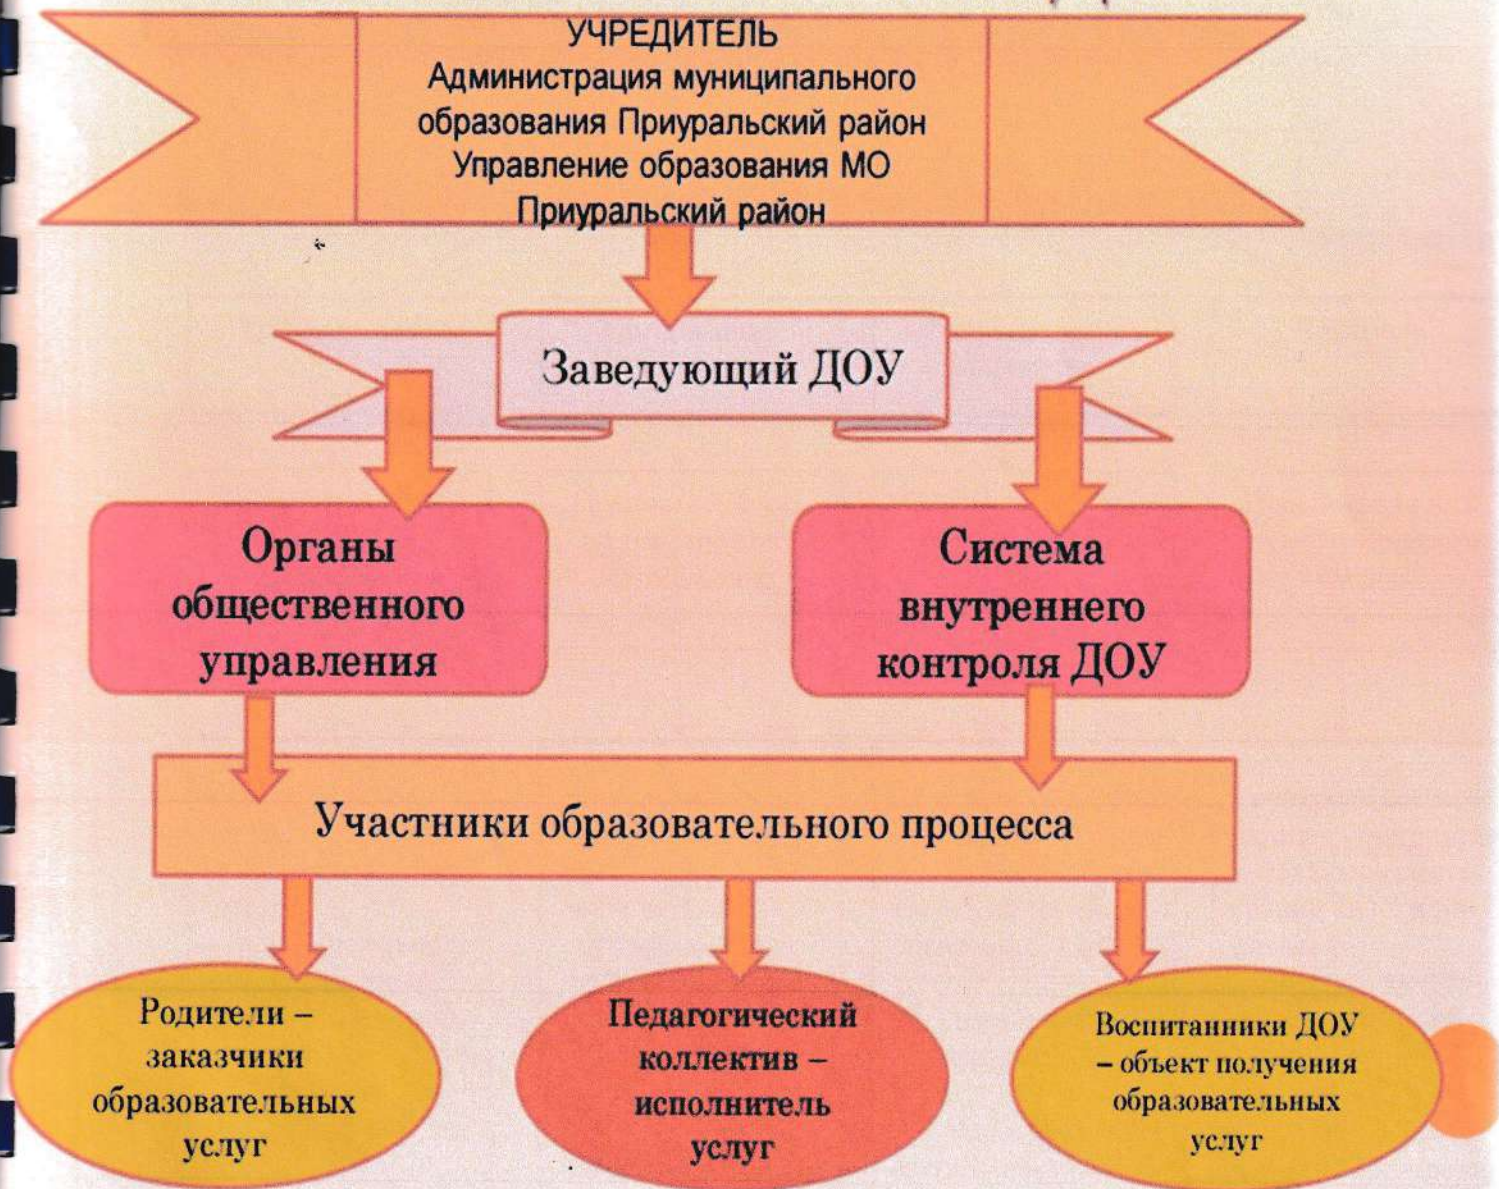 УЧРЕДИТЕЛЬ
Администрация муниципального
образования Приуральский район
Управление образования МО
Приуральский район
Заведующий ДОУ
Органы
общественного
управления
Система
внутреннего
контроля ДОУ
Участники образовательного процесса
Родители –
заказчики
образовательных
услуг
Педагогический
коллектив –
исполнитель
услуг
Воспитанники ДОУ
– объект получения
образовательных
услуг